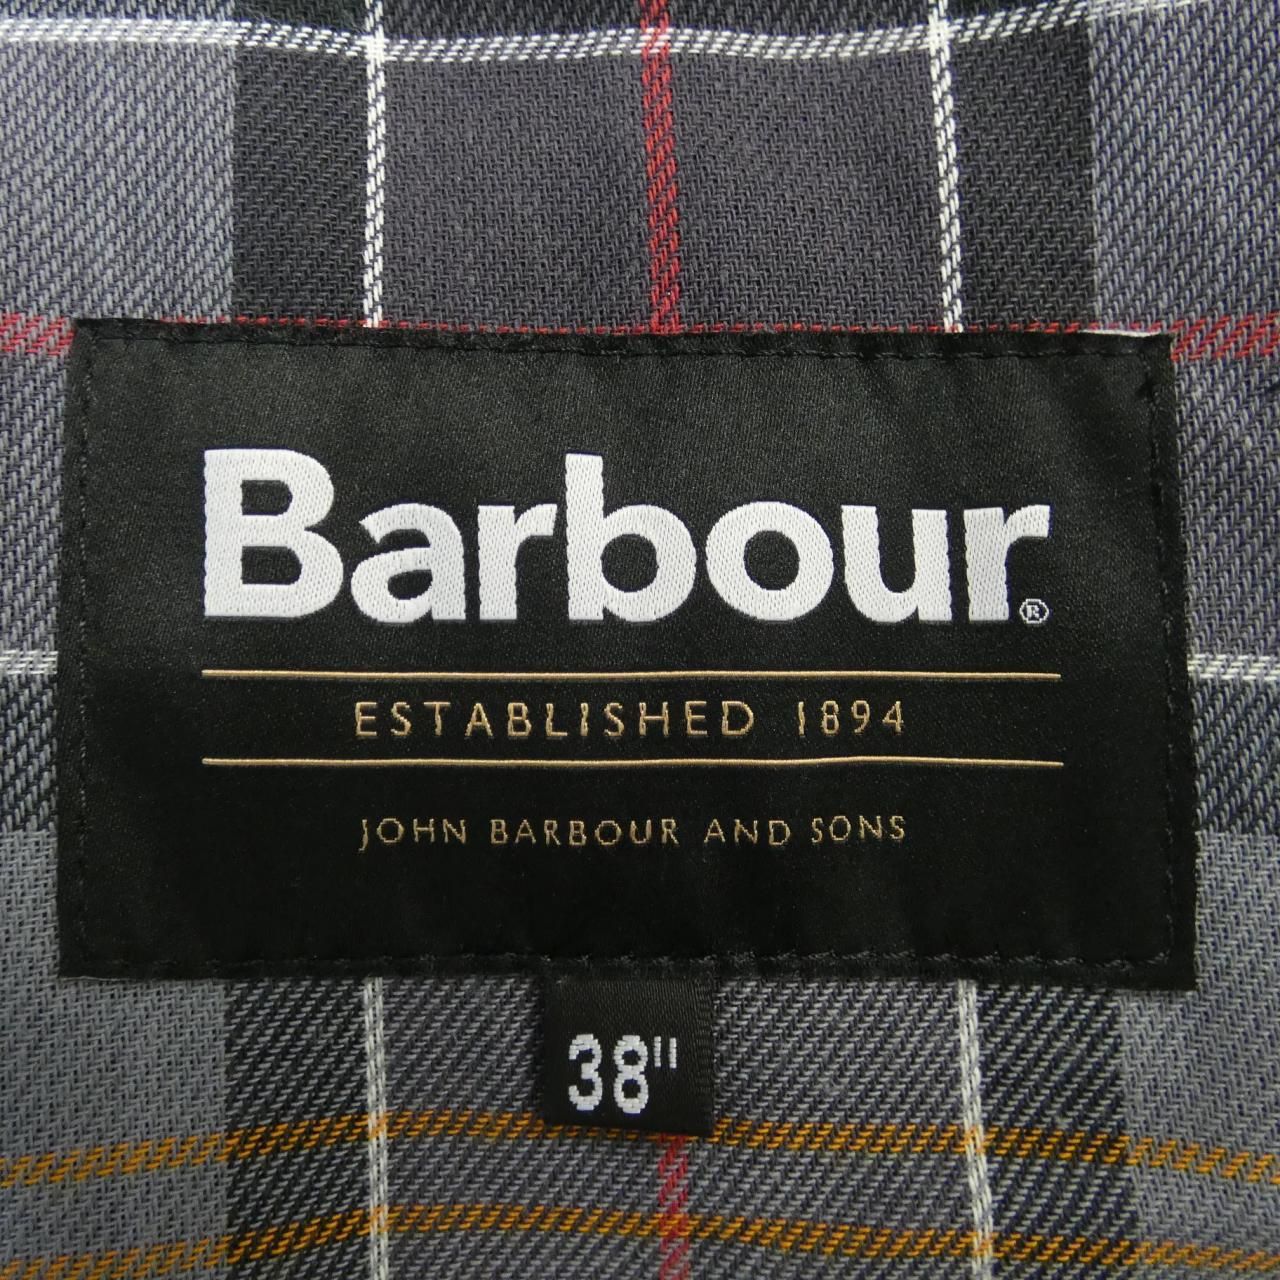 Barbour®
ESTABLISHED 1894
JOHN BARBOUR AND SONS
38"